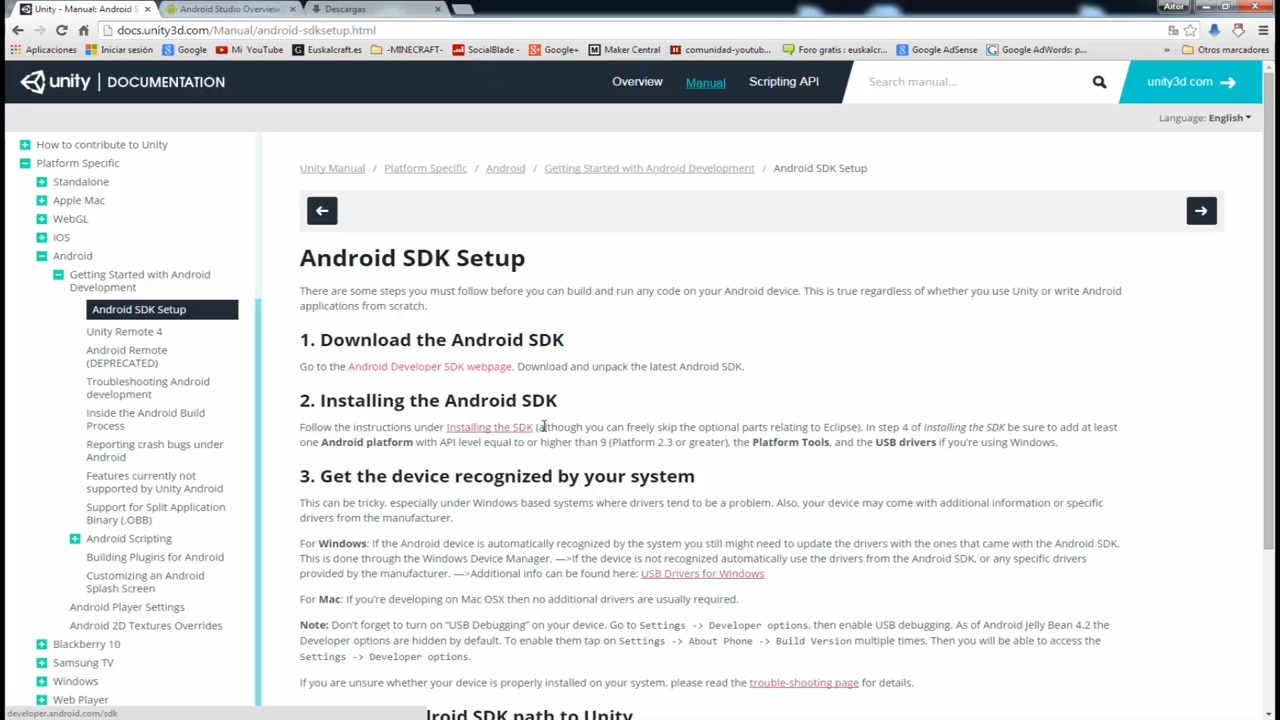 Unity - Manual: Android S
Android Studio Overview
Descargas
Aitor
docs.unity3d.com/Manual/android-sdksetup.html
Aplicaciones
Iniciar sesión
Google
Mi YouTube
Euskalcraft.es
-MINECRAFT-
SocialBlade -
Google+
Maker Central
comunidad-youtub...
Foro gratis : euskalcr...
Google AdSense
Google AdWords: p...
»
Otros marcadores
unity | DOCUMENTATION
Overview
Manual
Scripting API
Search manual...
unity3d.com
Language: English
How to contribute to Unity
Platform Specific
Standalone
Apple Mac
WebGL
iOS
Android
Getting Started with Android
Development
Android SDK Setup
Unity Remote 4
Android Remote
(DEPRECATED)
Troubleshooting Android
development
Inside the Android Build
Process
Reporting crash bugs under
Android
Features currently not
supported by Unity Android
Support for Split Application
Binary (.OBB)
Android Scripting
Building Plugins for Android
Customizing an Android
Splash Screen
Android Player Settings
Android 2D Textures Overrides
Blackberry 10
Samsung TV
Windows
Web Player
developer.android.com/sdk
Unity Manual / Platform Specific / Android / Getting Started with Android Development / Android SDK Setup
Android SDK Setup
There are some steps you must follow before you can build and run any code on your Android device. This is true regardless of whether you use Unity or write Android
applications from scratch.
1. Download the Android SDK
Go to the Android Developer SDK webpage. Download and unpack the latest Android SDK.
2. Installing the Android SDK
Follow the instructions under Installing the SDK (although you can freely skip the optional parts relating to Eclipse). In step 4 of Installing the SDK be sure to add at least
one Android platform with API level equal to or higher than 9 (Platform 2.3 or greater), the Platform Tools, and the USB drivers if you're using Windows.
3. Get the device recognized by your system
This can be tricky, especially under Windows based systems where drivers tend to be a problem. Also, your device may come with additional information or specific
drivers from the manufacturer.
For Windows: If the Android device is automatically recognized by the system you still might need to update the drivers with the ones that came with the Android SDK.
This is done through the Windows Device Manager. —>If the device is not recognized automatically use the drivers from the Android SDK, or any specific drivers
provided by the manufacturer. —>Additional info can be found here: USB Drivers for Windows
For Mac: If you're developing on Mac OSX then no additional drivers are usually required.
Note: Don't forget to turn on "USB Debugging" on your device. Go to Settings -> Developer options, then enable USB debugging. As of Android Jelly Bean 4.2 the
Developer options are hidden by default. To enable them tap on Settings -> About Phone -> Build Version multiple times. Then you will be able to access the
Settings -> Developer options.
If you are unsure whether your device is properly installed on your system, please read the trouble-shooting page for details.
roid SDK path to Unity